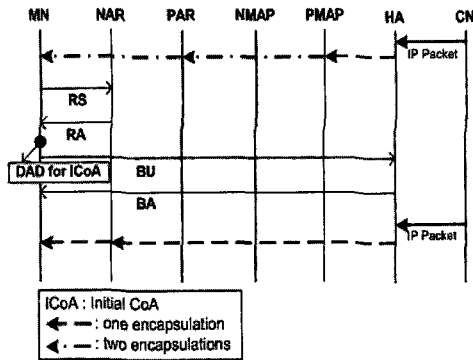 MN NAR PAR NMAP PMAP HA CN
IP Packet
RS
RA
DAD for ICoA
BU
BA
IP Packet
ICoA : Initial CoA
: one encapsulation
: two encapsulations